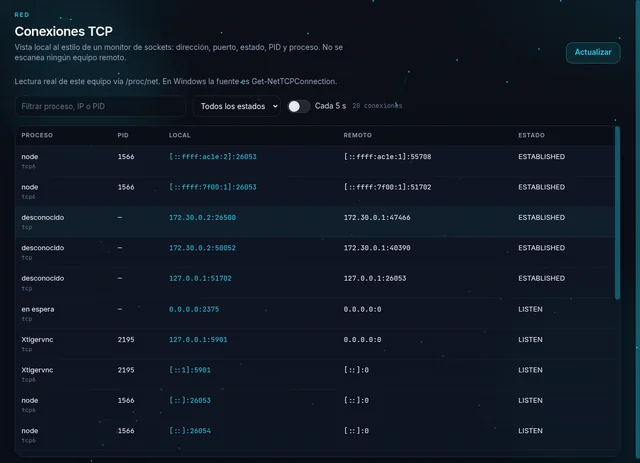 RED
Conexiones TCP
Vista local al estilo de un monitor de sockets: dirección, puerto, estado, PID y proceso. No se
escanea ningún equipo remoto.
Actualizar
Lectura real de este equipo vía /proc/net. En Windows la fuente es Get-NetTCPConnection.
Filtrar proceso, IP o PID
Todos los estados
Cada 5 s
20 conexiones
PROCESO PID LOCAL REMOTO ESTADO
node 1566 [::ffff:ac1e:2]:26053 [::ffff:ac1e:1]:55708 ESTABLISHED
tcp6
node 1566 [::ffff:7f00:1]:26053 [::ffff:7f00:1]:51702 ESTABLISHED
tcp6
desconocido — 172.30.0.2:26500 172.30.0.1:47466 ESTABLISHED
tcp
desconocido — 172.30.0.2:50052 172.30.0.1:40390 ESTABLISHED
tcp
desconocido — 127.0.0.1:51702 127.0.0.1:26053 ESTABLISHED
tcp
en espera — 0.0.0.0:2375 0.0.0.0:0 LISTEN
tcp
Xtigervnc 2195 127.0.0.1:5901 0.0.0.0:0 LISTEN
tcp
Xtigervnc 2195 [::1]:5901 [::]:0 LISTEN
tcp6
node 1566 [::]:26053 [::]:0 LISTEN
tcp6
node 1566 [::]:26054 [::]:0 LISTEN
tcp6